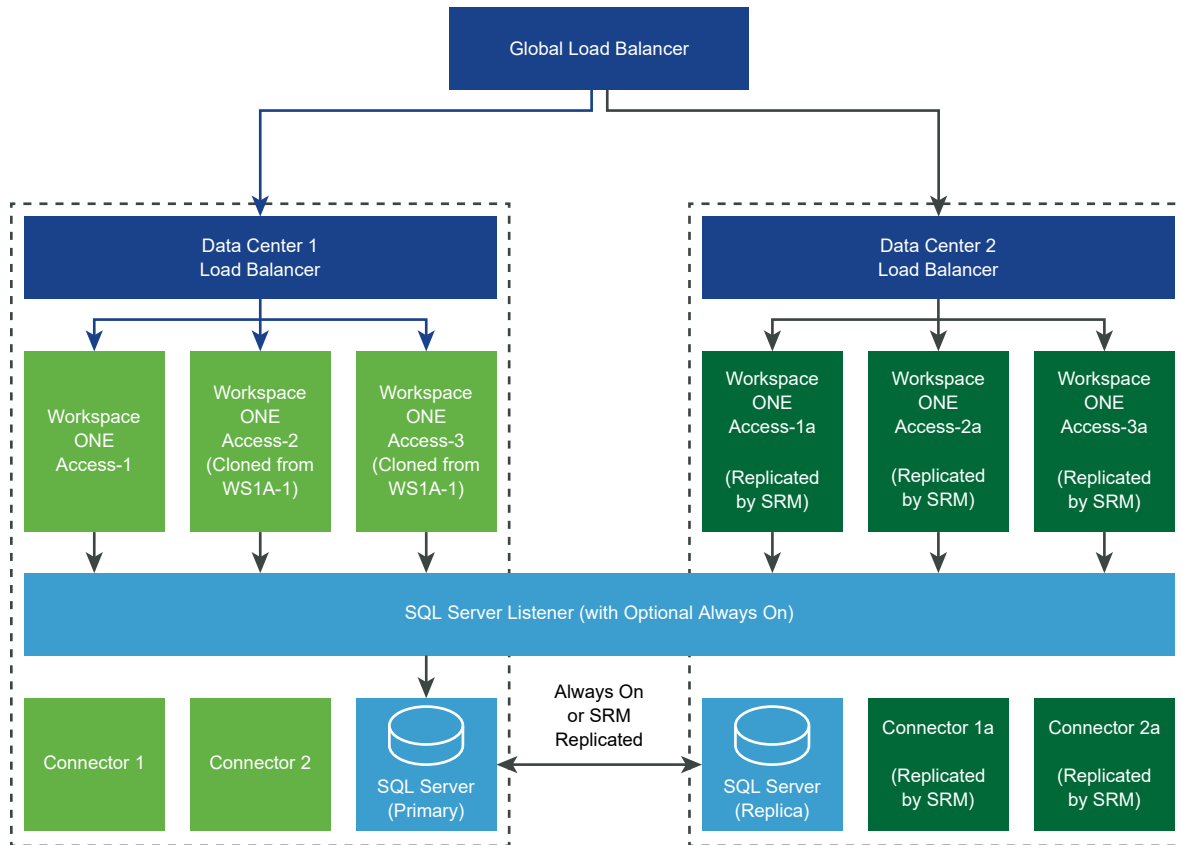 Global Load Balancer
Data Center 1
Load Balancer
Data Center 2
Load Balancer
Workspace
ONE
Access-1
Workspace
ONE
Access-2
(Cloned from
WS1A-1)
Workspace
ONE
Access-3
(Cloned from
WS1A-1)
Workspace
ONE
Access-1a
(Replicated
by SRM)
Workspace
ONE
Access-2a
(Replicated
by SRM)
Workspace
ONE
Access-3a
(Replicated
by SRM)
SQL Server Listener (with Optional Always On)
Connector 1
Connector 2
SQL Server
(Primary)
Always On
or SRM
Replicated
SQL Server
(Replica)
Connector 1a
(Replicated
by SRM)
Connector 2a
(Replicated
by SRM)